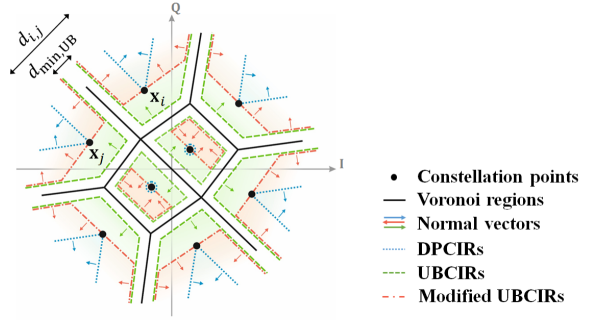 Q
d_{i,j}
d_{min,UB}
x_i
x_j
I
Constellation points
Voronoi regions
Normal vectors
DPCIRs
UBCIRs
Modified UBCIRs